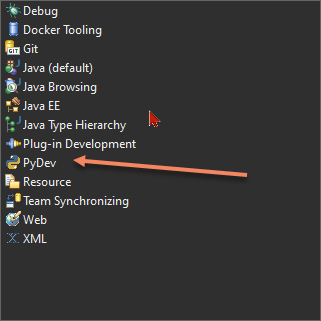 Debug
Docker Tooling
GIT Git
Java (default)
Java Browsing
Java EE
Java Type Hierarchy
Plug-in Development
PyDev
Resource
Team Synchronizing
Web
XML